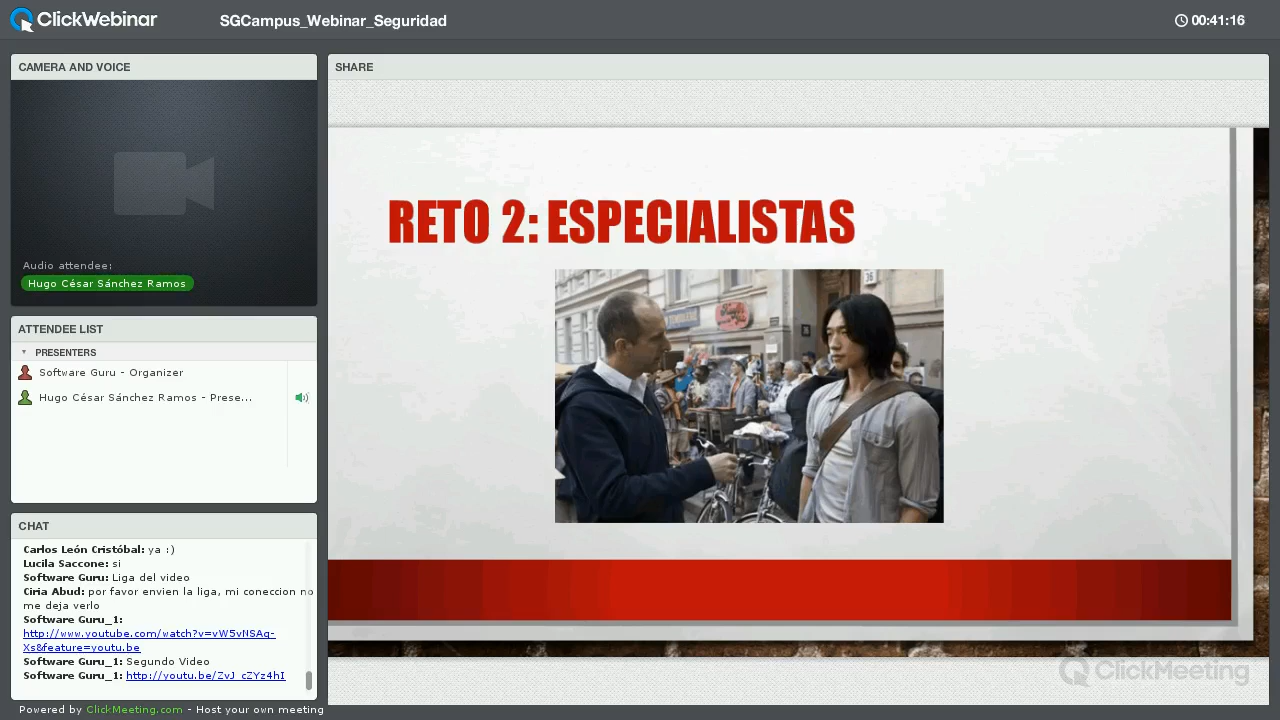 ClickWebinar
SGCampus_Webinar_Seguridad
00:41:16
CAMERA AND VOICE
Audio attendee:
Hugo César Sánchez Ramos
ATTENDEE LIST
PRESENTERS
Software Guru - Organizer
Hugo César Sánchez Ramos - Prese...
CHAT
Carlos León Cristóbal: ya :)
Lucila Saccone: si
Software Guru: Liga del video
Ciria Abud: por favor envien la liga, mi coneccion no
me deja verlo
Software Guru_1:
http://www.youtube.com/watch?v=vW5vNSAq-
Xs&feature=youtu.be
Software Guru_1: Segundo Video
Software Guru_1: http://youtu.be/ZvJ_cZYz4hI
Powered by ClickMeeting.com - Host your own meeting
SHARE
RETO 2: ESPECIALISTAS
36
ClickMeeting